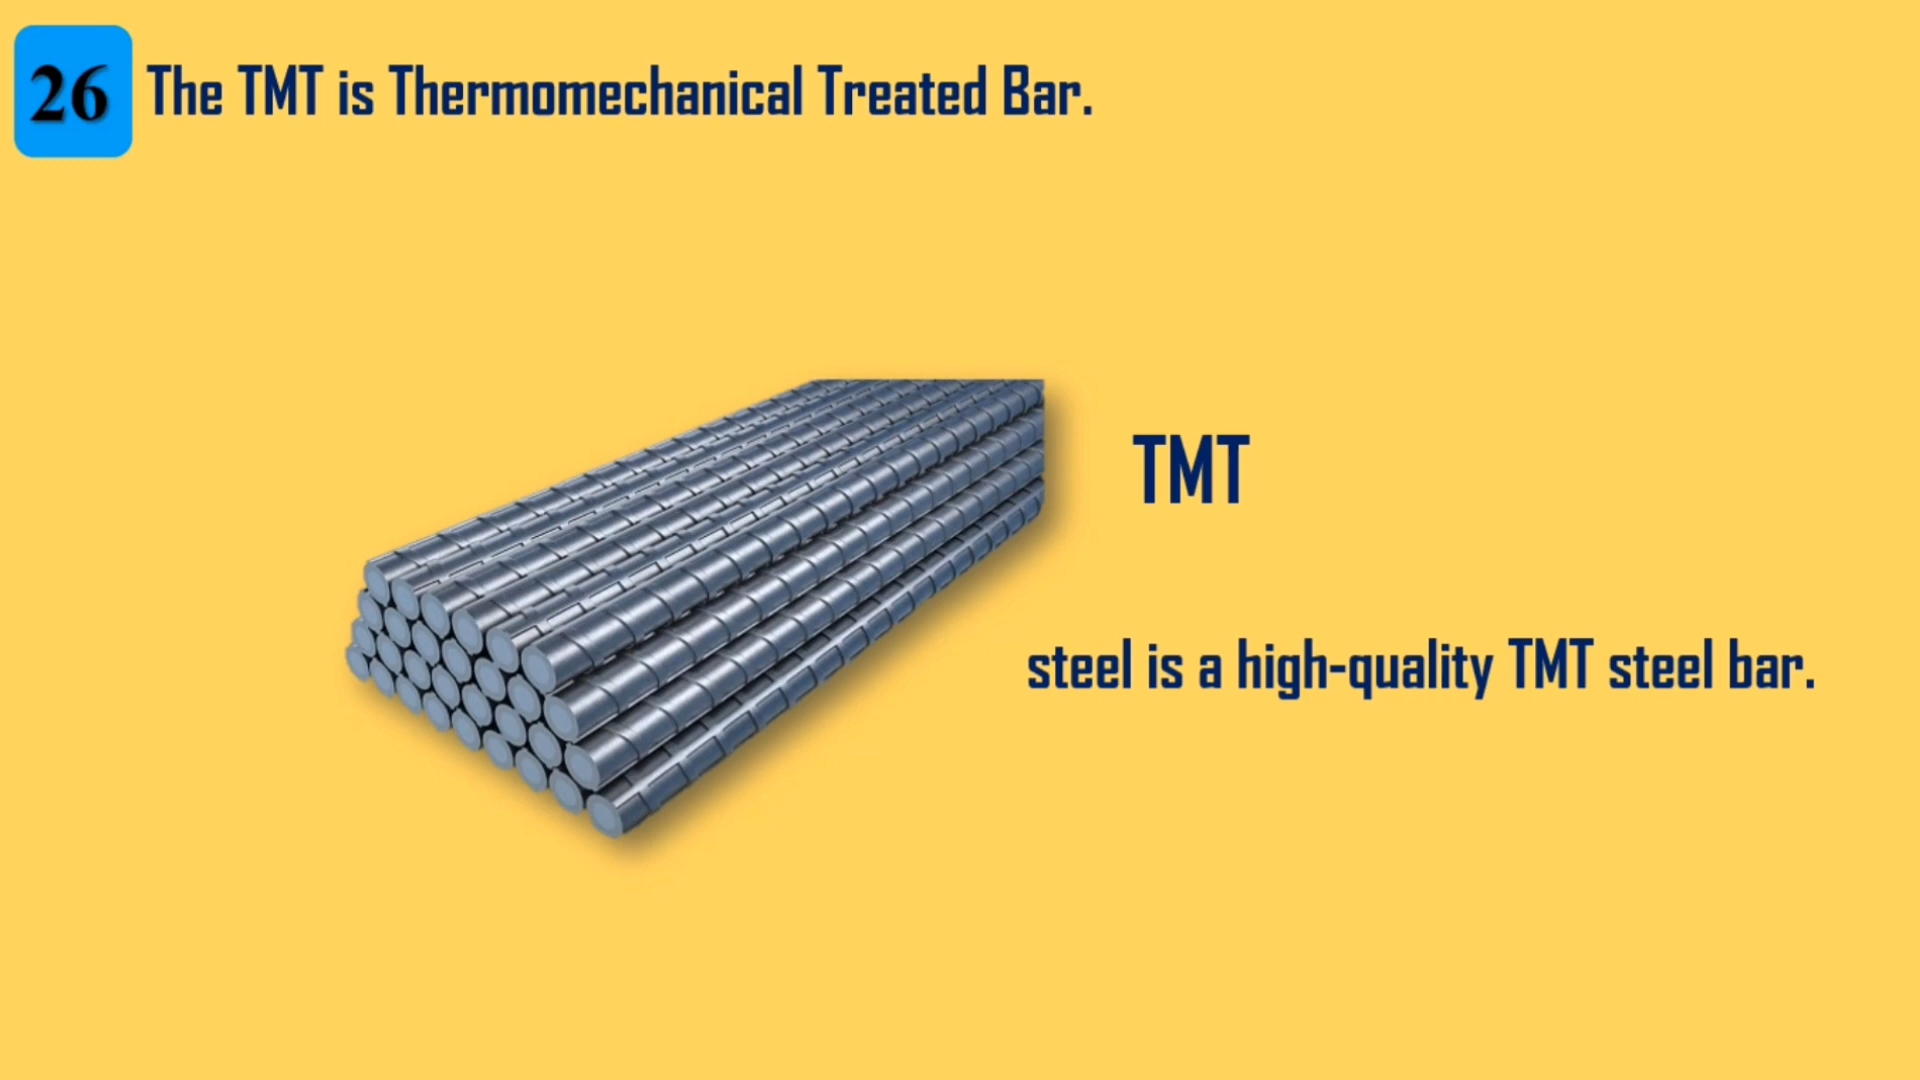 26 The TMT is Thermomechanical Treated Bar.
TMT
steel is a high-quality TMT steel bar.